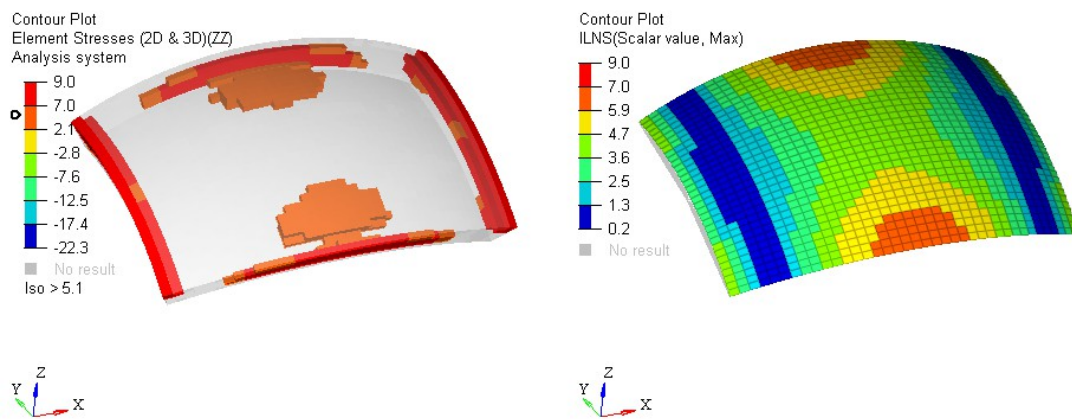 Contour Plot
Element Stresses (2D & 3D)(ZZ)
Analysis system
9.0
7.0
2.1
-2.8
-7.6
-12.5
-17.4
-22.3
No result
Iso > 5.1
Z
Y
X
Contour Plot
ILNS(Scalar value, Max)
9.0
7.0
5.9
4.7
3.6
2.5
1.3
0.2
No result
Z
Y
X